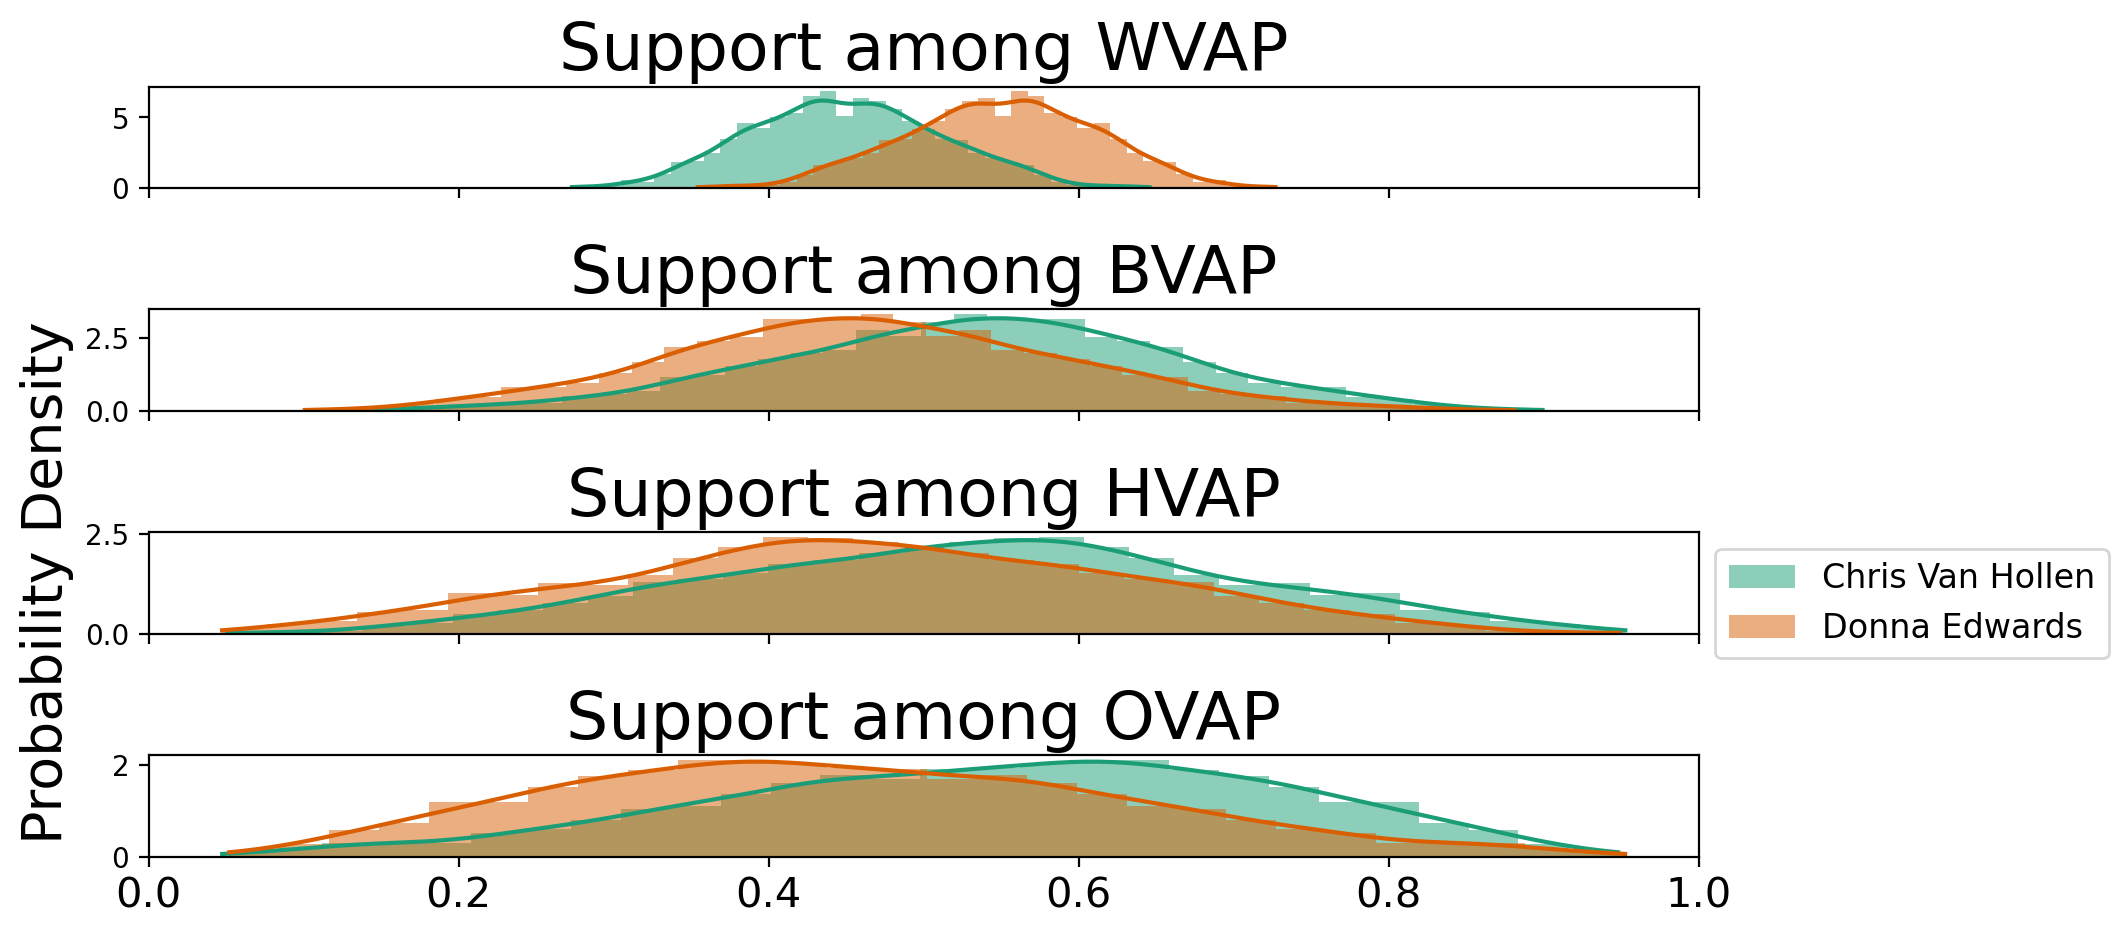 Support among WVAP
5
0
Support among BVAP
2.5
0.0
Support among HVAP
2.5
0.0
Support among OVAP
2
0
0.0 0.2 0.4 0.6 0.8 1.0
Probability Density
Chris Van Hollen
Donna Edwards